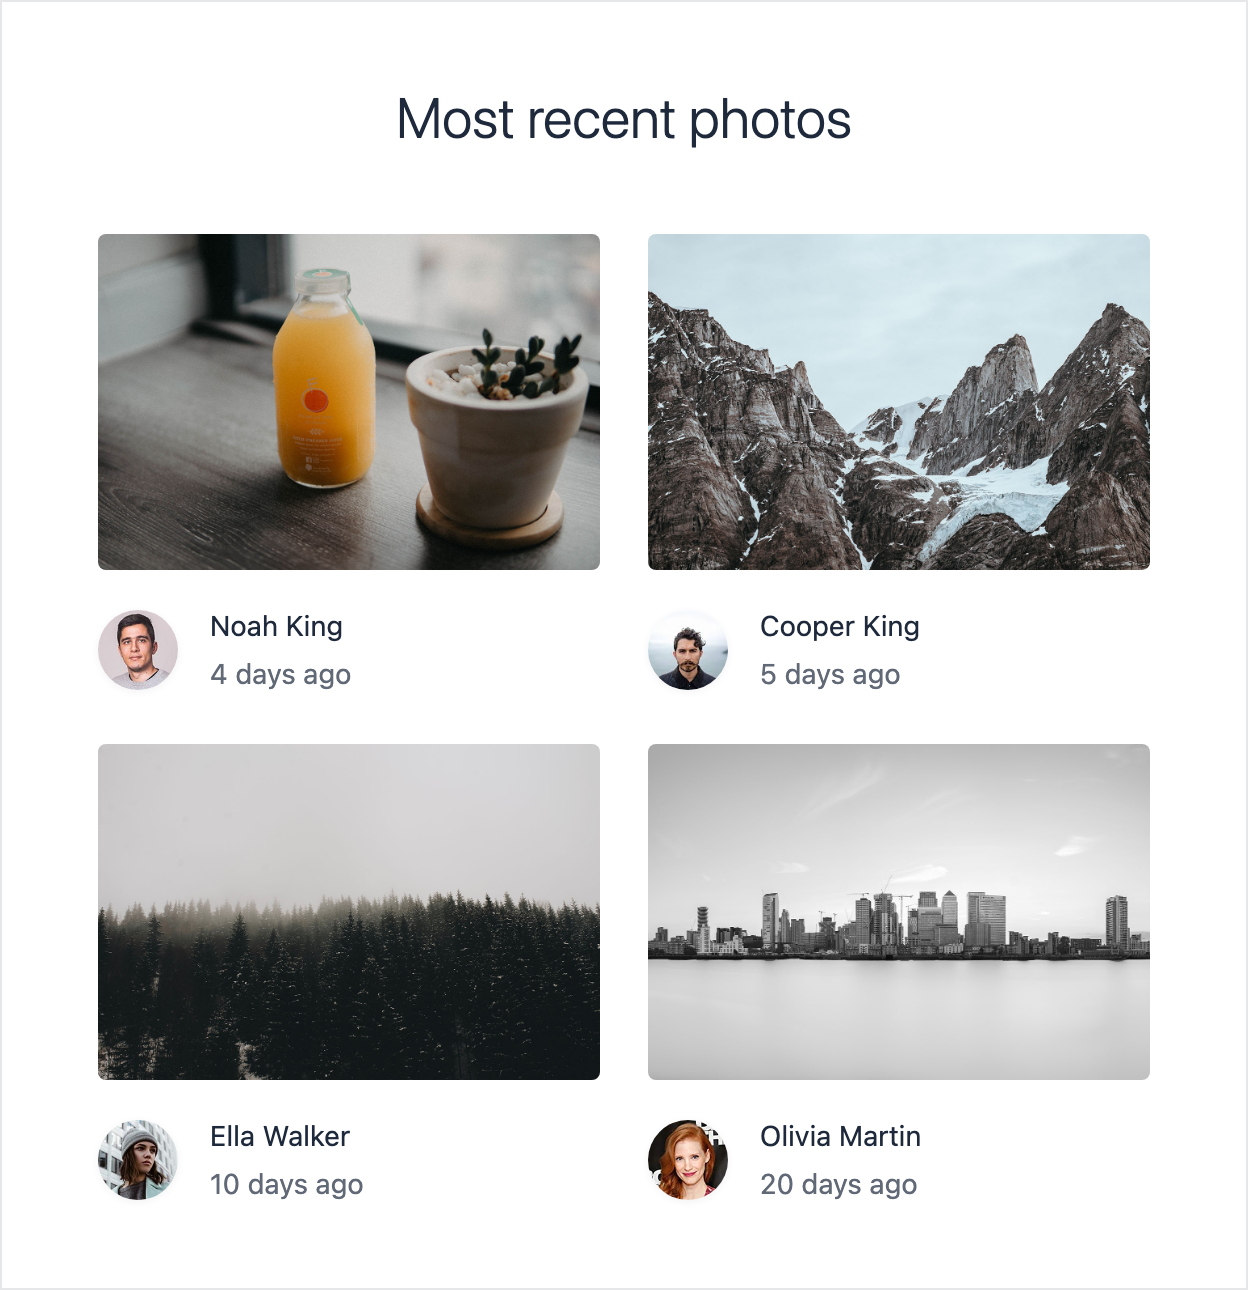 Most recent photos
Noah King
4 days ago
Cooper King
5 days ago
Ella Walker
10 days ago
Olivia Martin
20 days ago